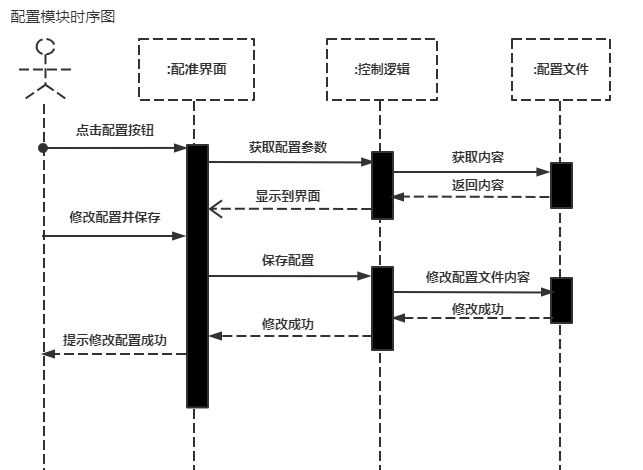 配置模块时序图
:配准界面
:控制逻辑
:配置文件
点击配置按钮
获取配置参数
获取内容
返回内容
显示到界面
修改配置并保存
保存配置
修改配置文件内容
修改成功
修改成功
提示修改配置成功